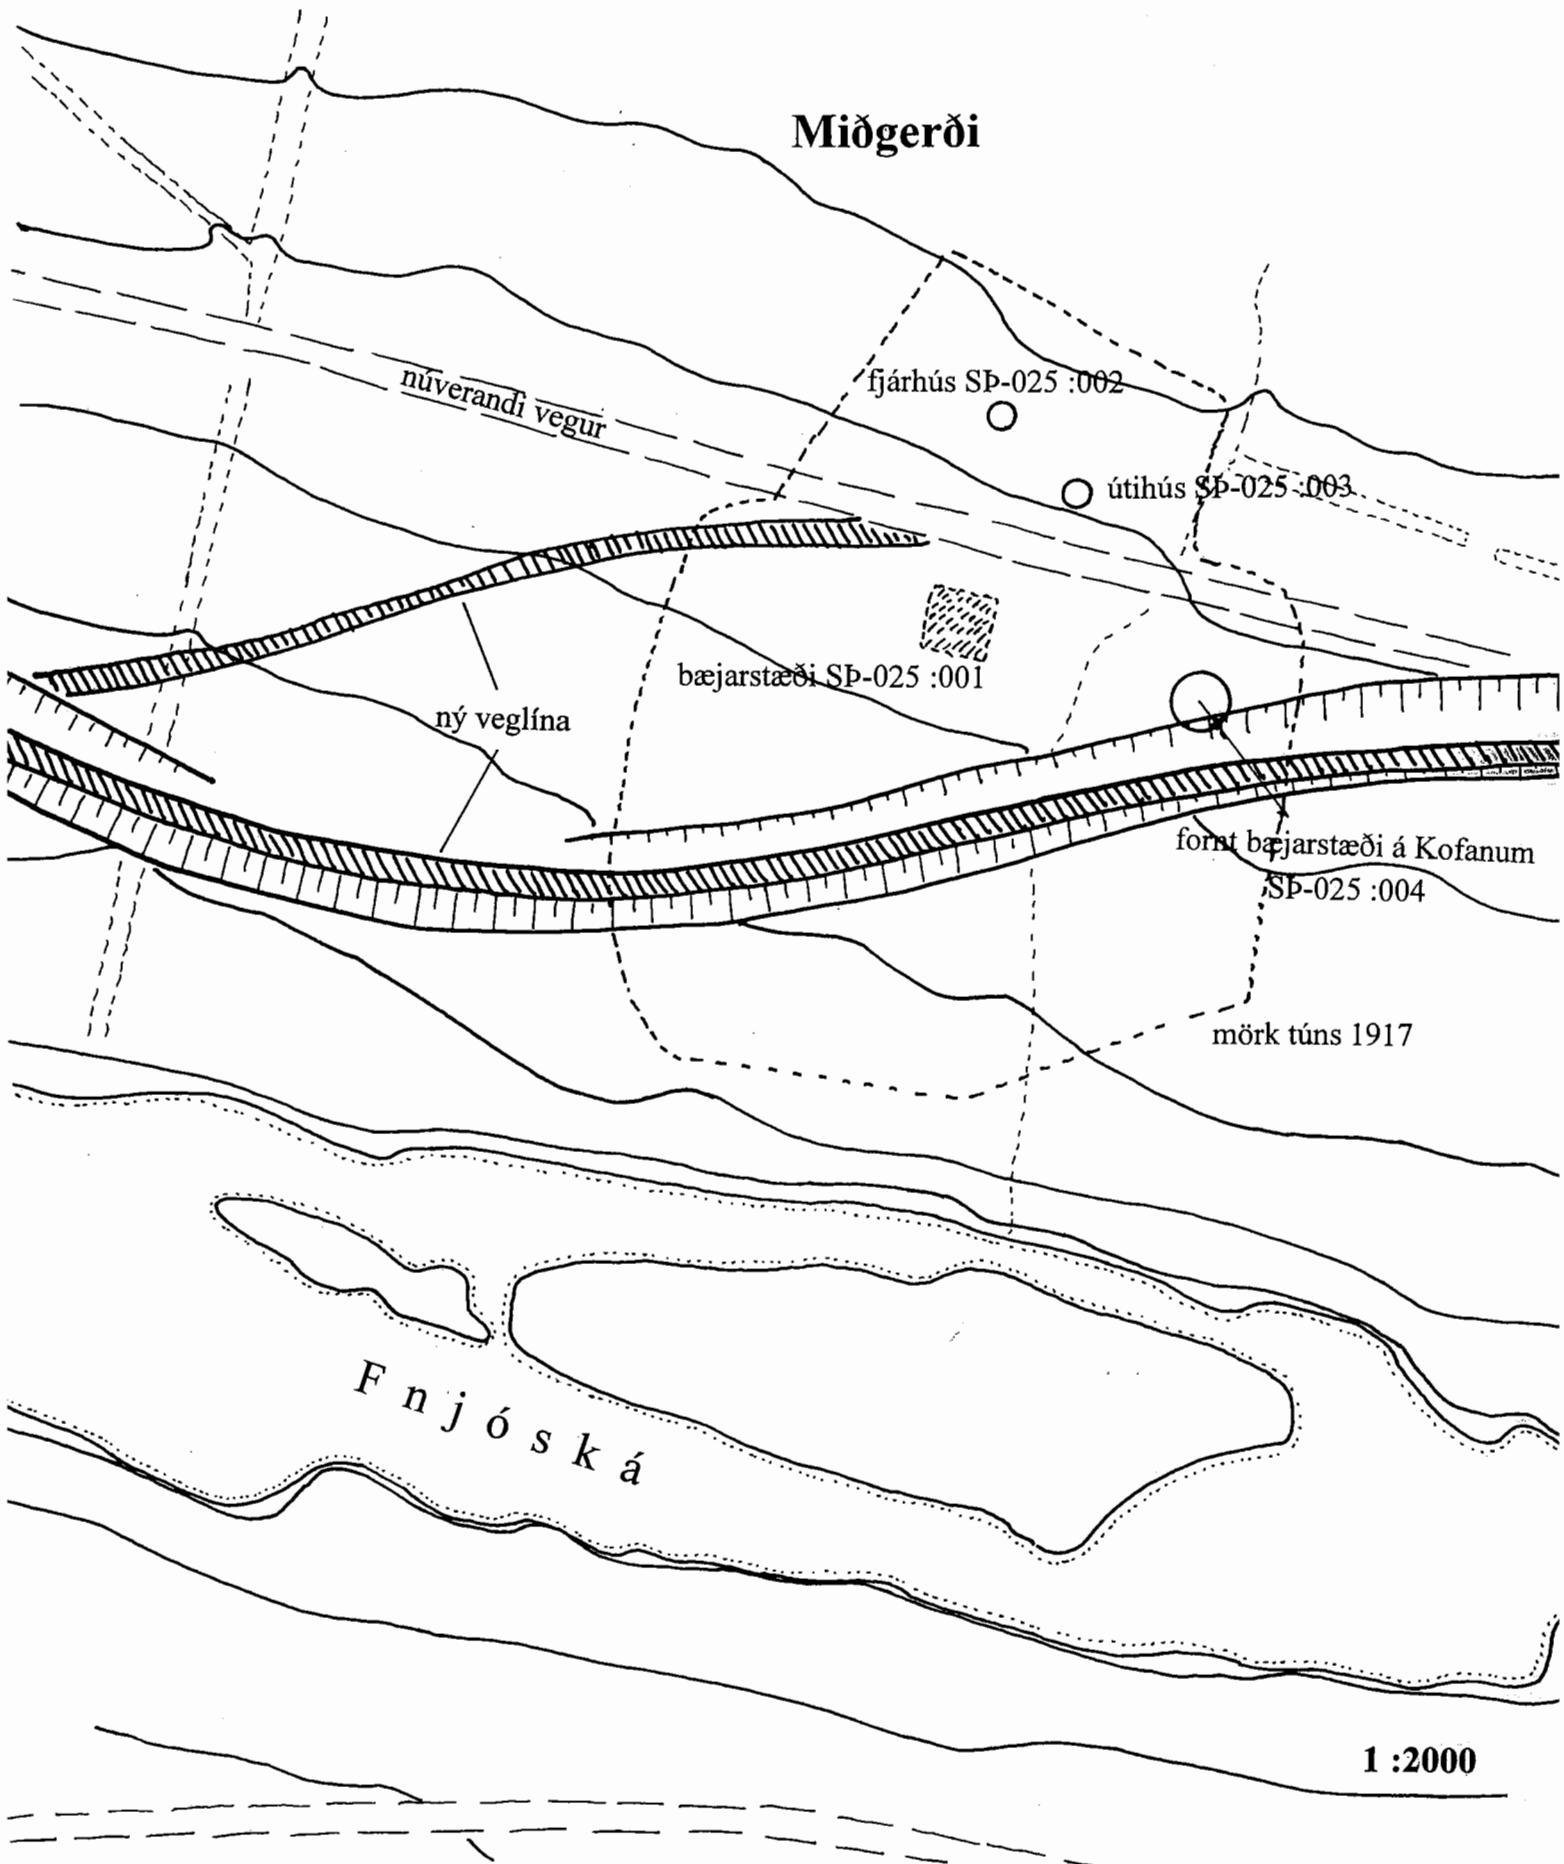 Miðgerði
fjárhús SÞ-025 :002
núverandi vegur
útihús SÞ-025 :003
bæjarstæði SÞ-025 :001
ný veglína
fornt bæjarstæði á Kofanum
SÞ-025 :004
mörk túns 1917
Fnjóská
1 :2000